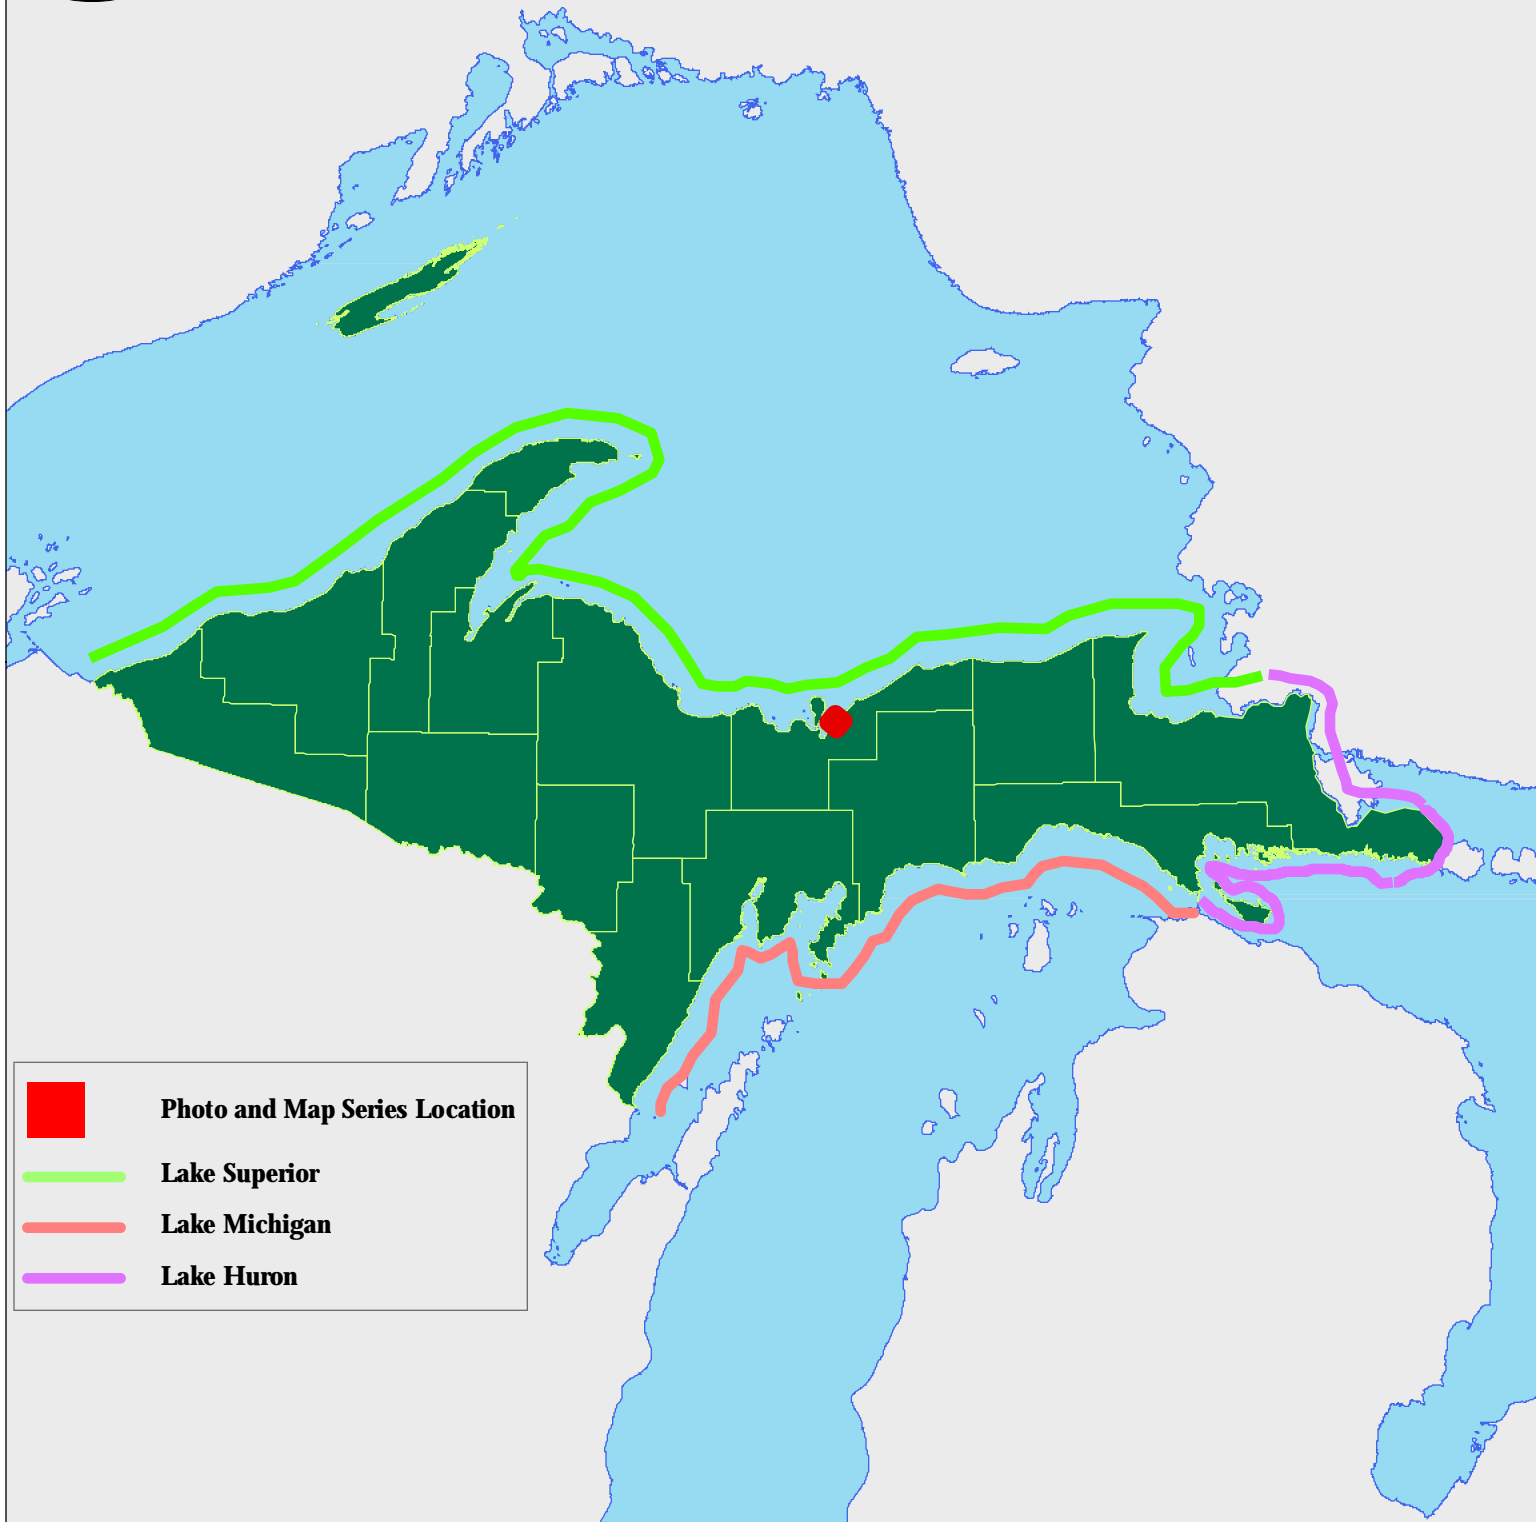 Photo and Map Series Location
Lake Superior
Lake Michigan
Lake Huron